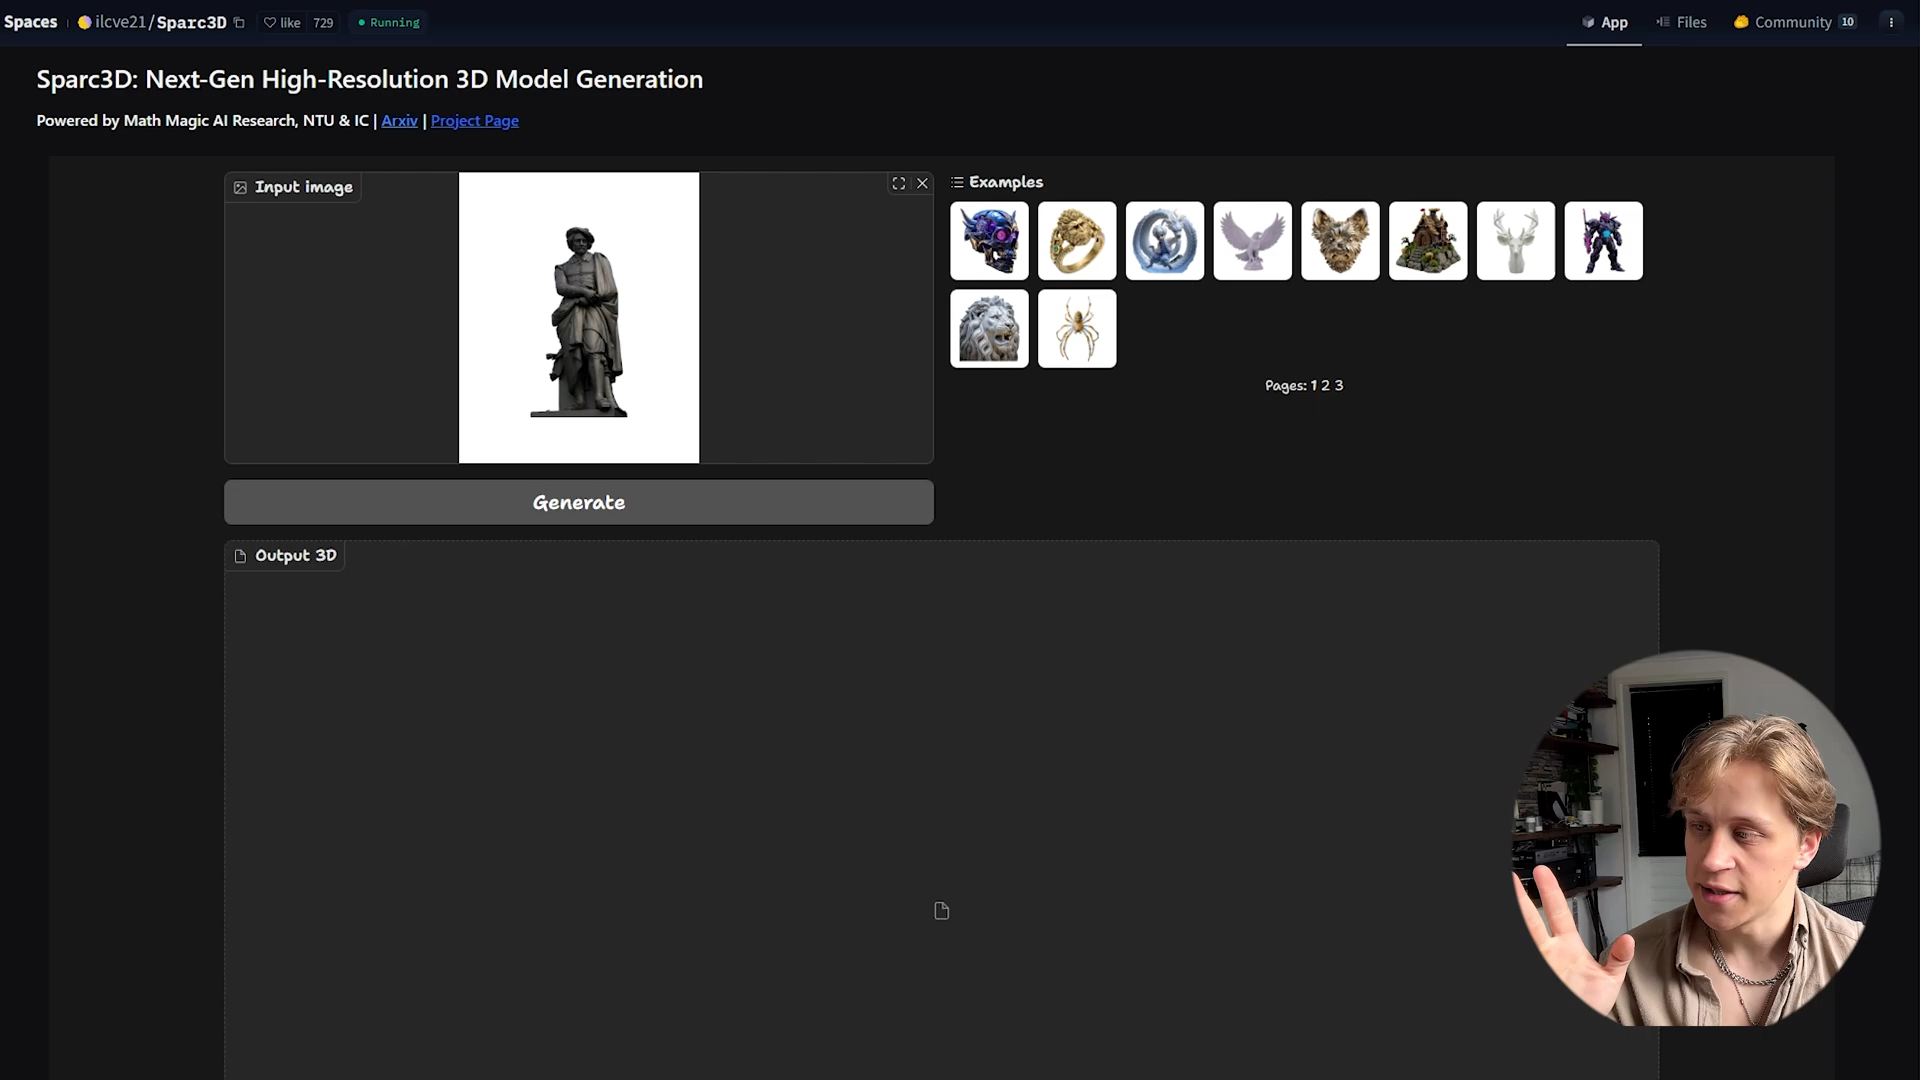 Spaces ilcve21/Sparc3D like 729 Running App Files Community 10
Sparc3D: Next-Gen High-Resolution 3D Model Generation
Powered by Math Magic AI Research, NTU & IC | Arxiv | Project Page
Input image
Examples
Pages: 1 2 3
Generate
Output 3D